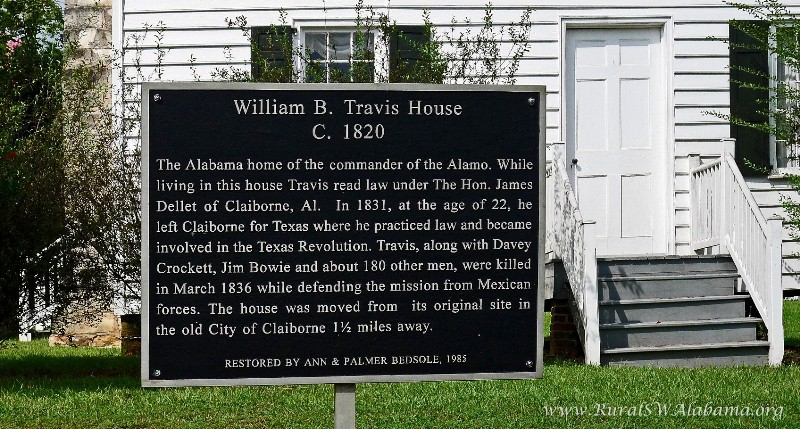 William B. Travis House
C. 1820
The Alabama home of the commander of the Alamo. While
living in this house Travis read law under The Hon. James
Dellet of Claiborne, Al. In 1831, at the age of 22, he
left Claiborne for Texas where he practiced law and became
involved in the Texas Revolution. Travis, along with Davey
Crockett, Jim Bowie and about 180 other men, were killed
in March 1836 while defending the mission from Mexican
forces. The house was moved from its original site in
the old City of Claiborne 1½ miles away.
RESTORED BY ANN & PALMER BEDSOLE, 1985
www.RuralSWAlabama.org